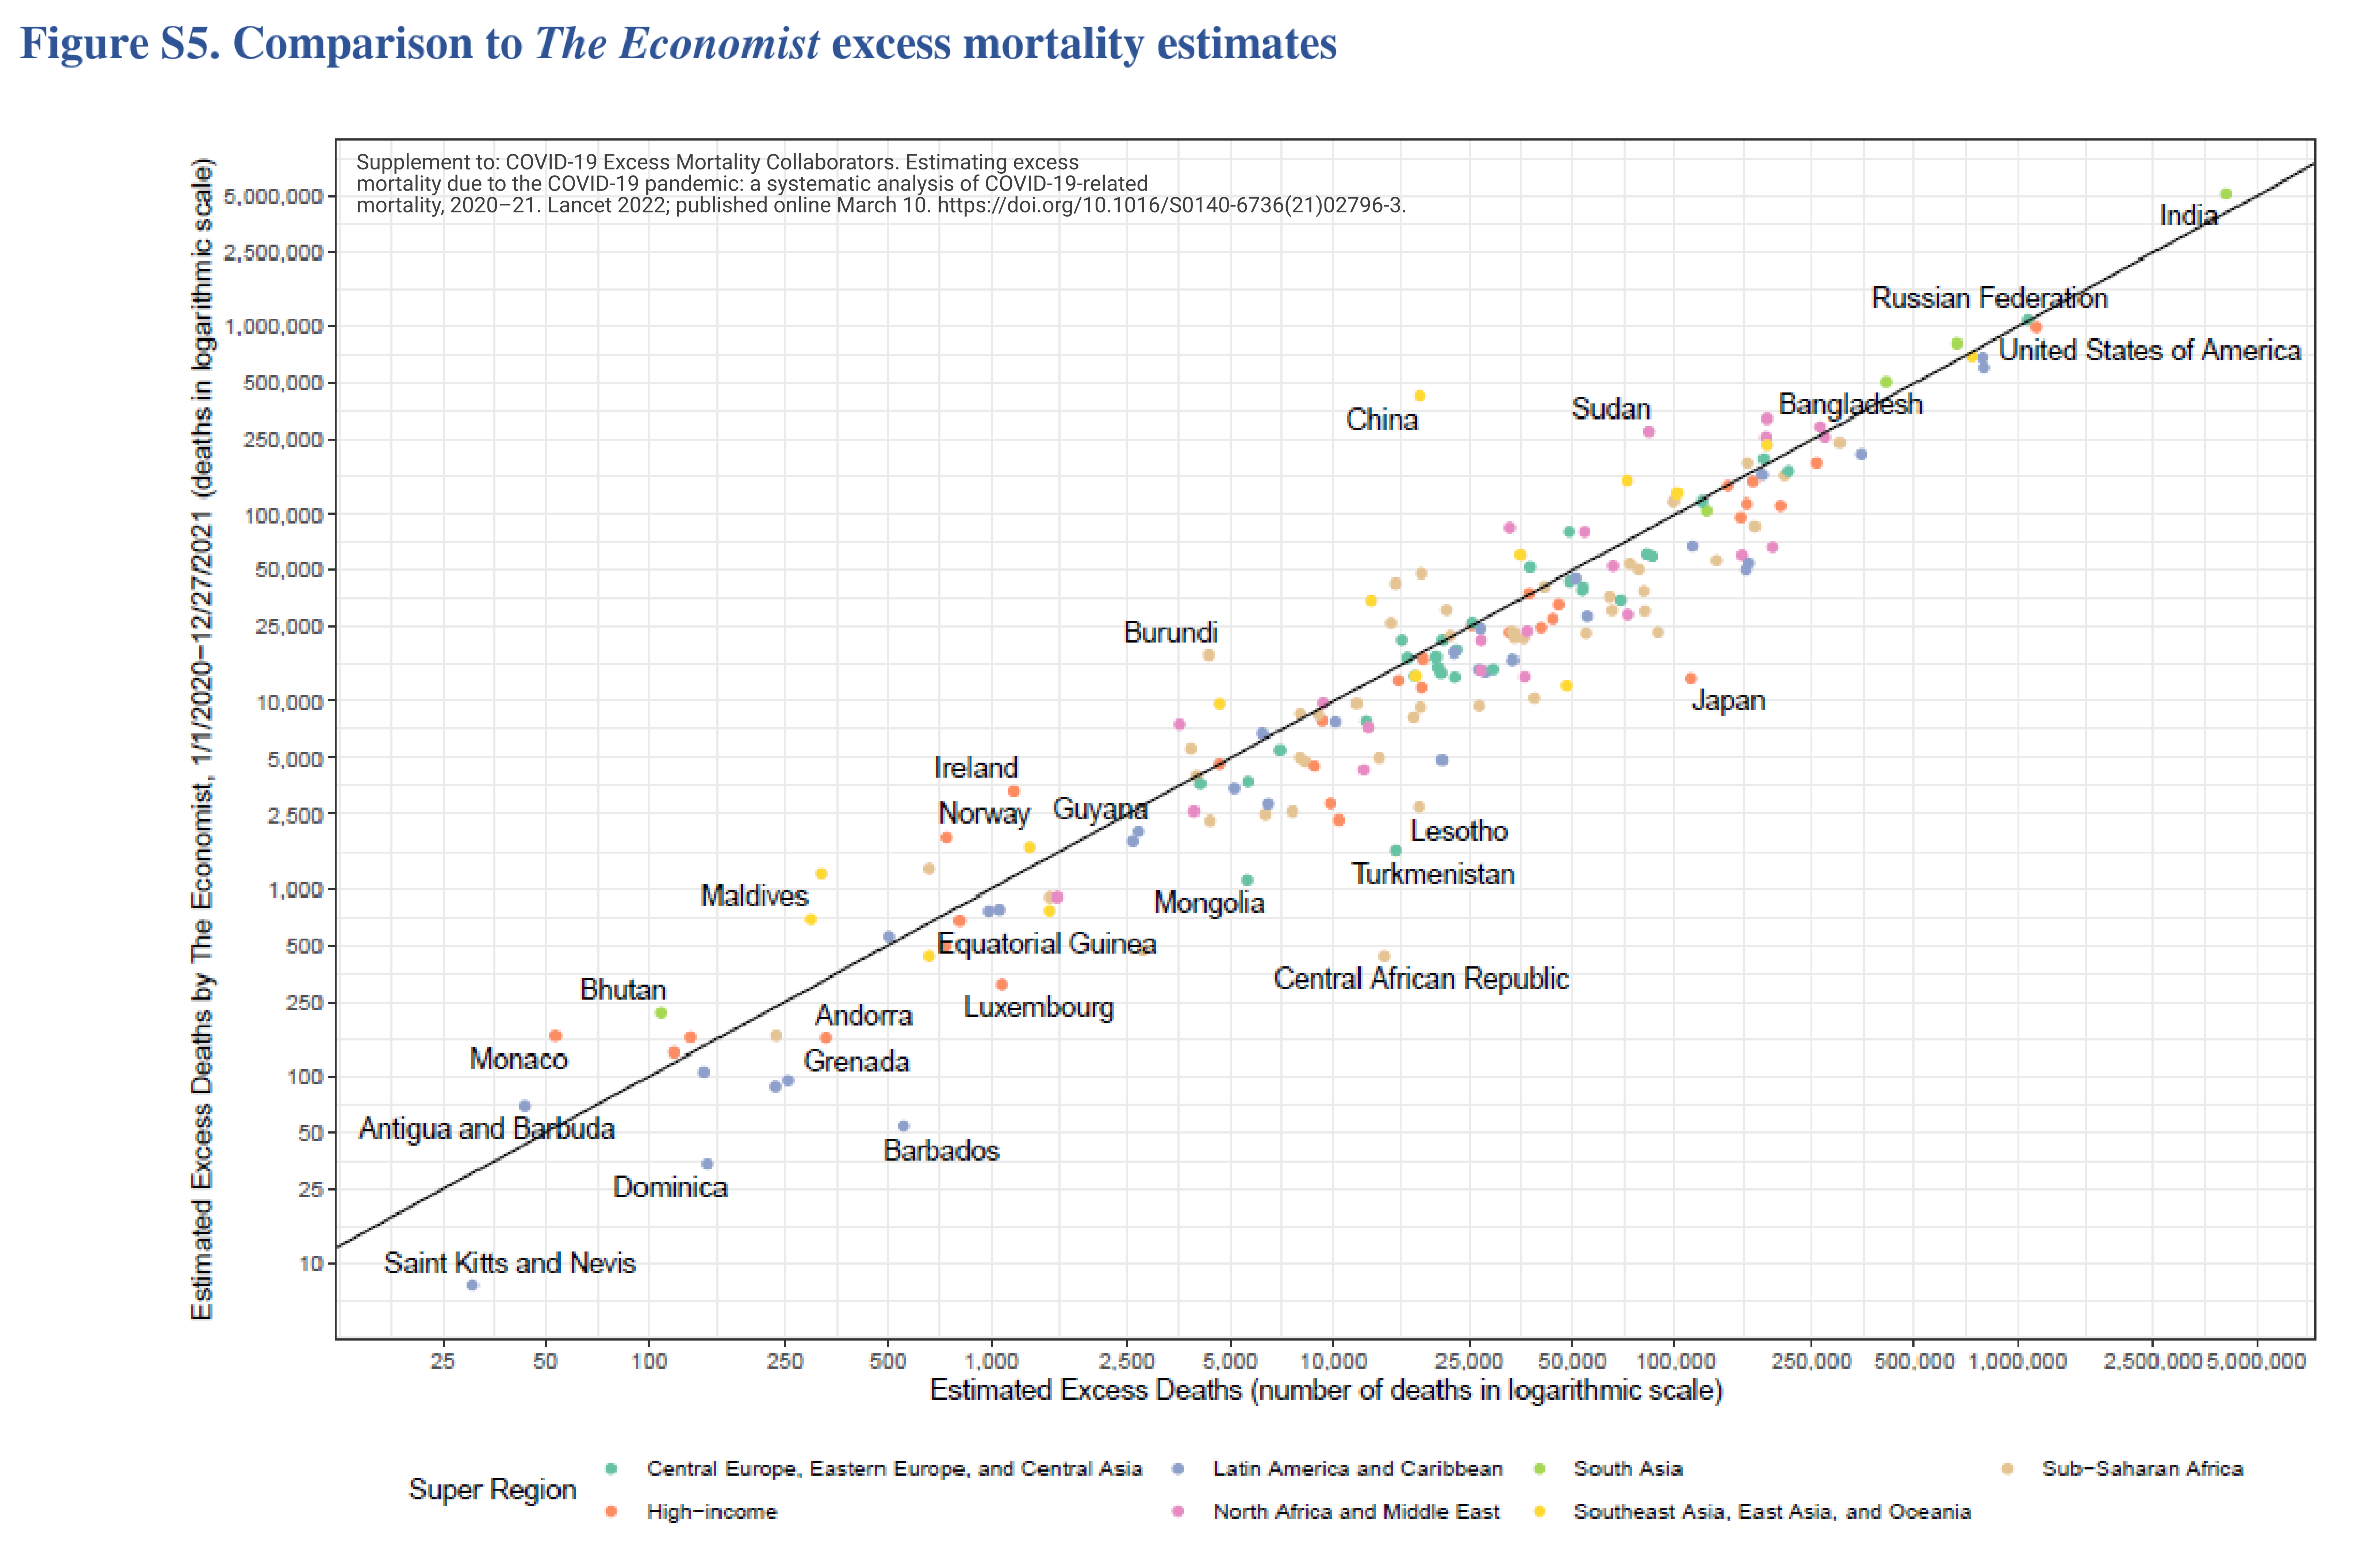 Figure S5. Comparison to The Economist excess mortality estimates
Supplement to: COVID-19 Excess Mortality Collaborators. Estimating excess
mortality due to the COVID-19 pandemic: a systematic analysis of COVID-19-related
mortality, 2020–21. Lancet 2022; published online March 10. https://doi.org/10.1016/S0140-6736(21)02796-3.
Estimated Excess Deaths by The Economist, 1/1/2020–12/27/2021 (deaths in logarithmic scale)
5,000,000
2,500,000
1,000,000
500,000
250,000
100,000
50,000
25,000
10,000
5,000
2,500
1,000
500
250
100
50
25
10
India
Russian Federation
United States of America
China
Sudan
Bangladesh
Burundi
Japan
Ireland
Norway
Guyana
Lesotho
Turkmenistan
Maldives
Mongolia
Equatorial Guinea
Central African Republic
Bhutan
Luxembourg
Andorra
Monaco
Grenada
Antigua and Barbuda
Barbados
Dominica
Saint Kitts and Nevis
25 50 100 250 500 1,000 2,500 5,000 10,000 25,000 50,000 100,000 250,000 500,000 1,000,000 2,500,000 5,000,000
Estimated Excess Deaths (number of deaths in logarithmic scale)
Super Region
Central Europe, Eastern Europe, and Central Asia
Latin America and Caribbean
South Asia
Sub−Saharan Africa
High−income
North Africa and Middle East
Southeast Asia, East Asia, and Oceania